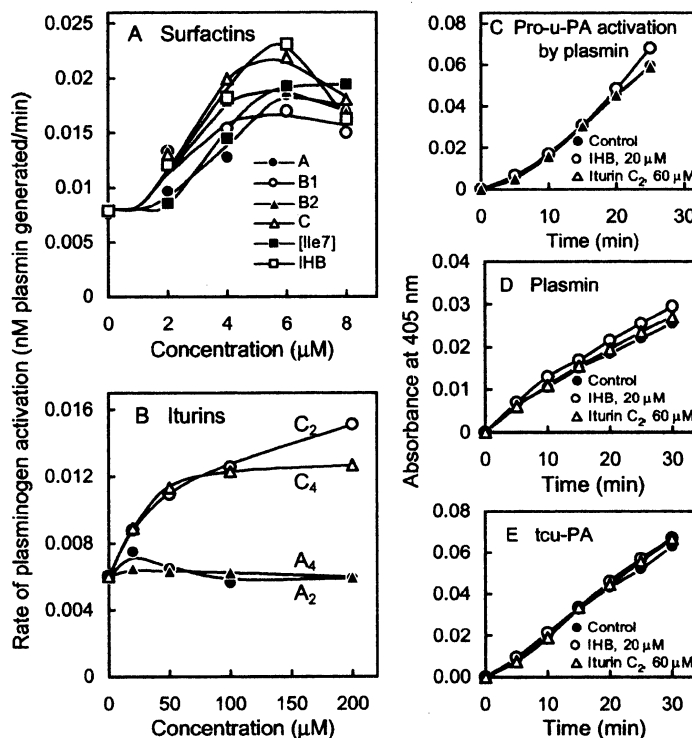 Rate of plasminogen activation (nM plasmin generated/min)
A Surfactins
0.025
0.02
0.015
0.01
0.005
0
A
B1
B2
C
[Ile7]
IHB
0 2 4 6 8
Concentration (µM)
B Iturins
0.016
0.012
0.008
0.004
0
C2
C4
A4
A2
0 50 100 150 200
Concentration (µM)
Absorbance at 405 nm
C Pro-u-PA activation
by plasmin
0.08
0.06
0.04
0.02
0
Control
IHB, 20 µM
Iturin C2, 60 µM
0 10 20 30
Time (min)
D Plasmin
0.04
0.03
0.02
0.01
0
Control
IHB, 20 µM
Iturin C2, 60 µM
0 10 20 30
Time (min)
E tcu-PA
0.08
0.06
0.04
0.02
0.00
Control
IHB, 20 µM
Iturin C2, 60 µM
0 10 20 30
Time (min)